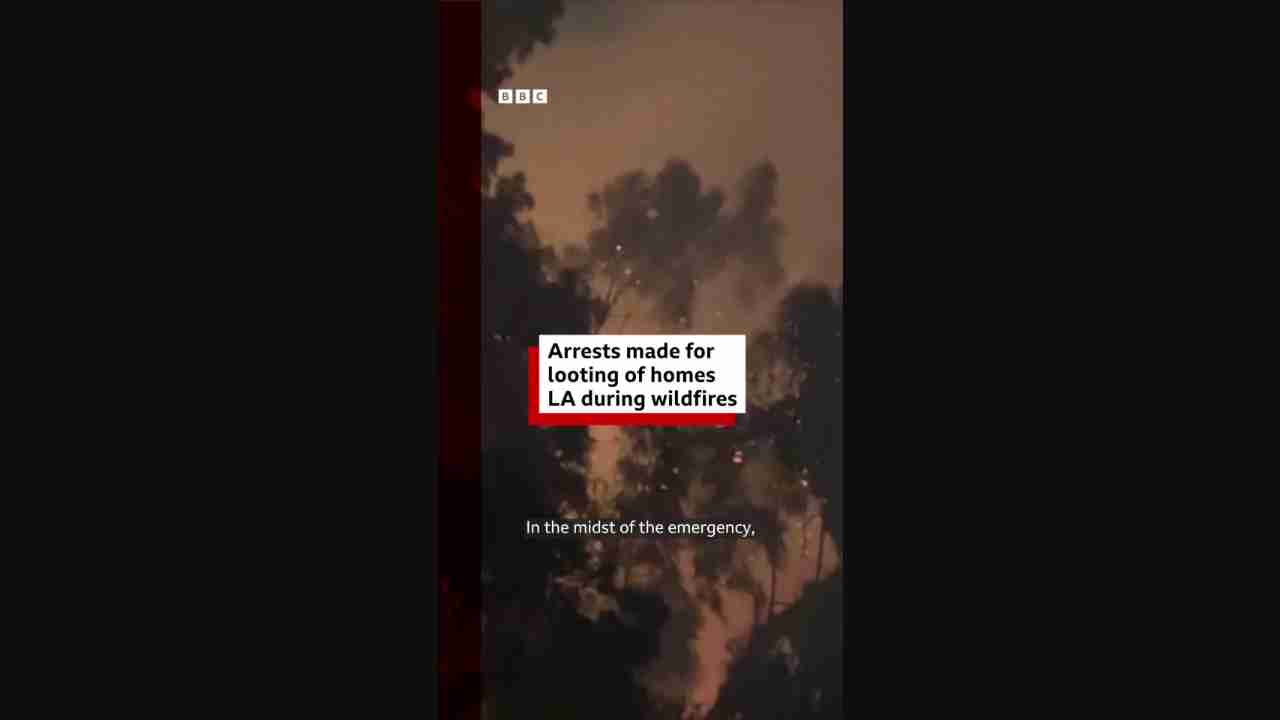 BBC
Arrests made for
looting of homes
LA during wildfires
In the midst of the emergency,